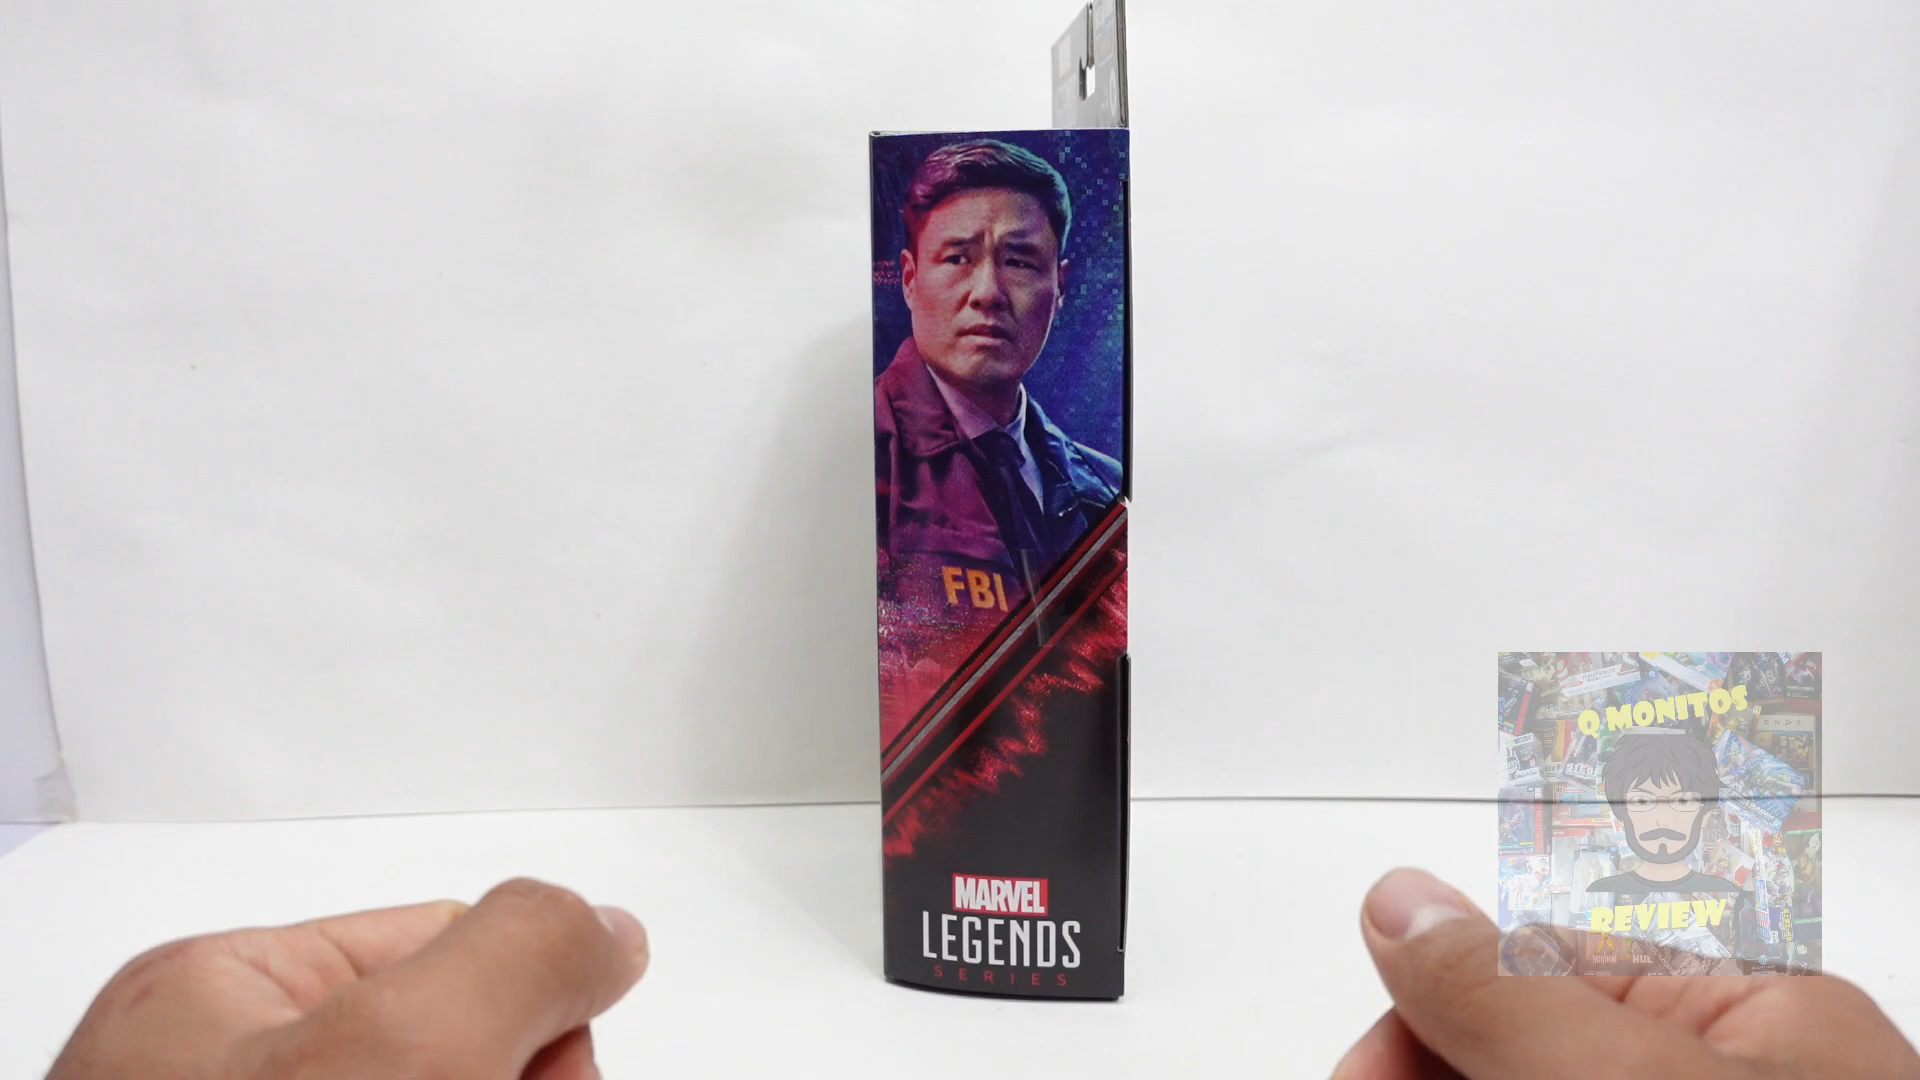 FBI
MARVEL
LEGENDS
SERIES
Q MONITOS
REVIEW